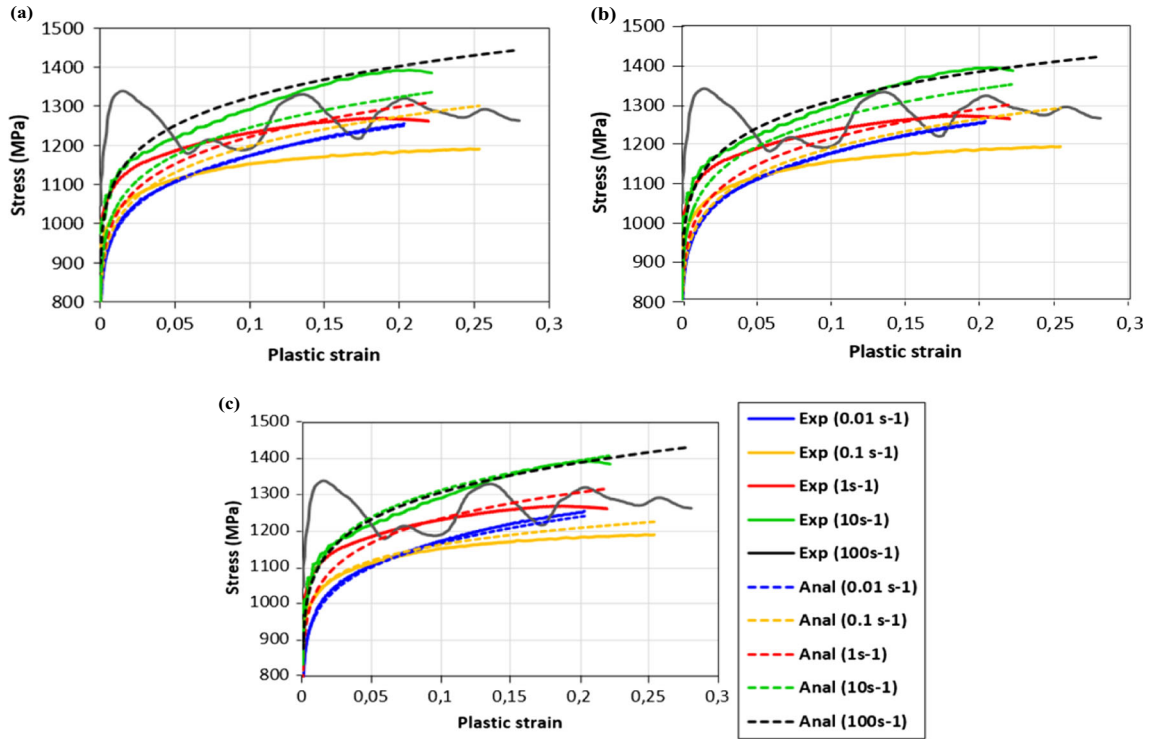 (a)
1500
1400
1300
1200
1100
1000
900
800
Stress (MPa)
0 0,05 0,1 0,15 0,2 0,25 0,3
Plastic strain
(b)
1500
1400
1300
1200
1100
1000
900
800
Stress (MPa)
0 0,05 0,1 0,15 0,2 0,25 0,3
Plastic strain
(c)
1500
1400
1300
1200
1100
1000
900
800
Stress (MPa)
0 0,05 0,1 0,15 0,2 0,25 0,3
Plastic strain
Exp (0.01 s-1)
Exp (0.1 s-1)
Exp (1s-1)
Exp (10s-1)
Exp (100s-1)
Anal (0.01 s-1)
Anal (0.1 s-1)
Anal (1s-1)
Anal (10s-1)
Anal (100s-1)